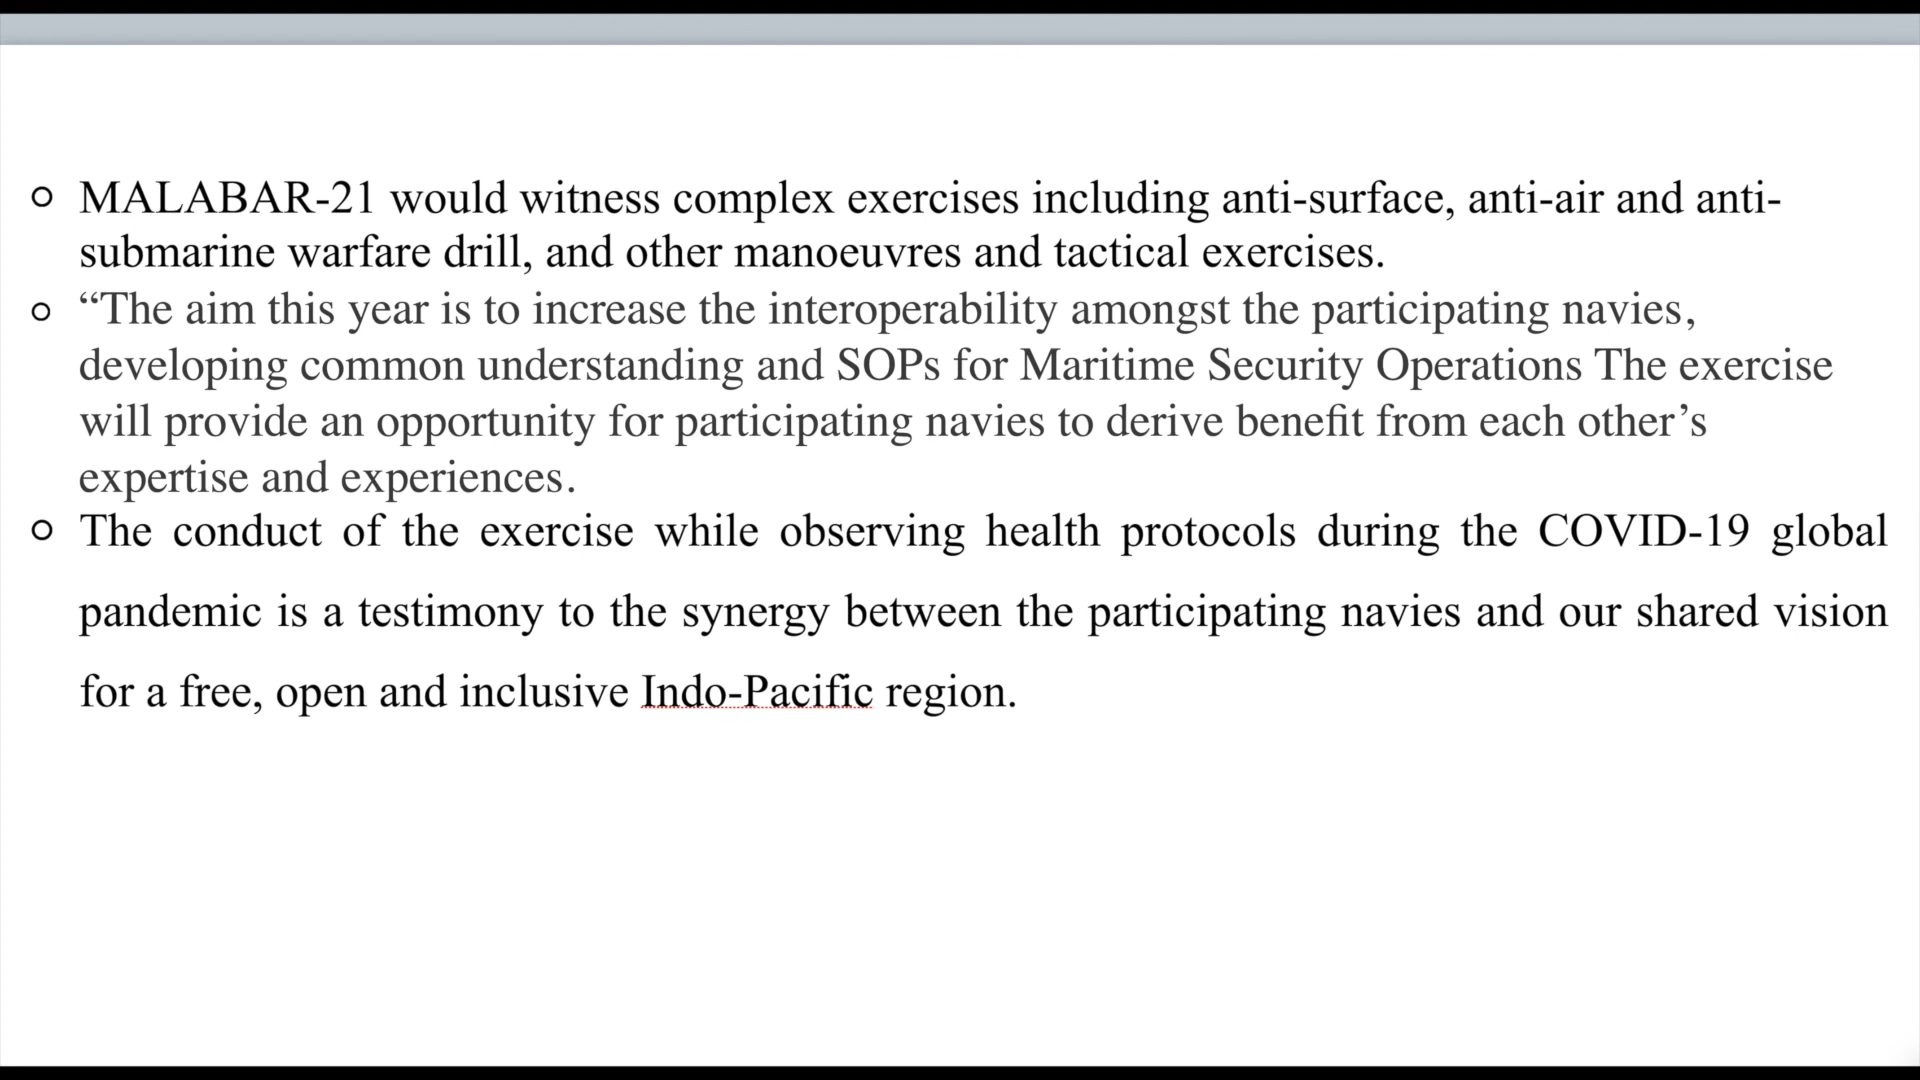 MALABAR-21 would witness complex exercises including anti-surface, anti-air and anti-
submarine warfare drill, and other manoeuvres and tactical exercises.
“The aim this year is to increase the interoperability amongst the participating navies,
developing common understanding and SOPs for Maritime Security Operations The exercise
will provide an opportunity for participating navies to derive benefit from each other’s
expertise and experiences.
The conduct of the exercise while observing health protocols during the COVID-19 global
pandemic is a testimony to the synergy between the participating navies and our shared vision
for a free, open and inclusive Indo-Pacific region.